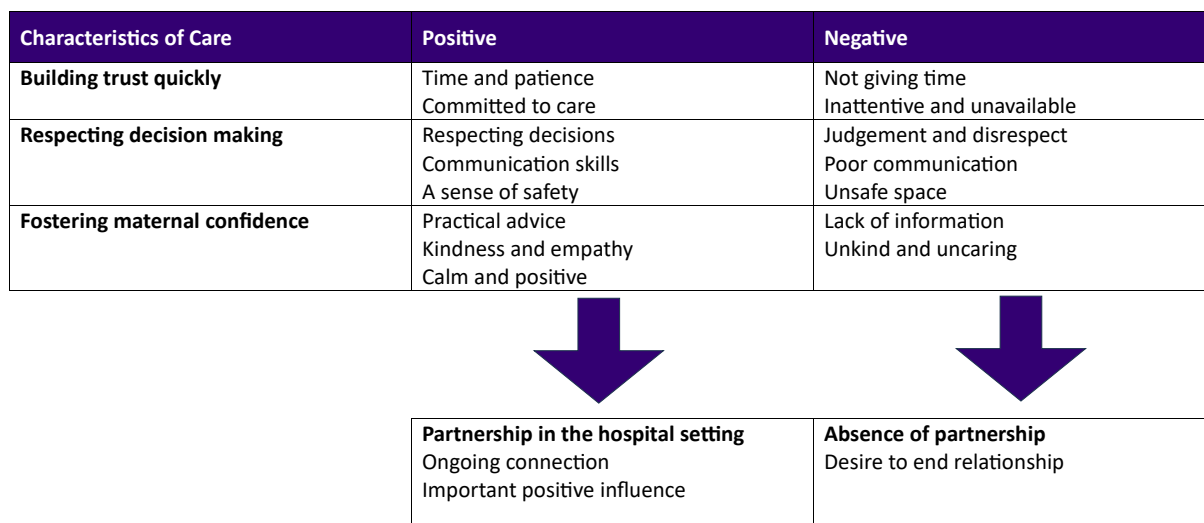 Characteristics of Care Positive Negative
Building trust quickly Time and patience Not giving time
Committed to care Inattentive and unavailable
Respecting decision making Respecting decisions Judgement and disrespect
Communication skills Poor communication
A sense of safety Unsafe space
Fostering maternal confidence Practical advice Lack of information
Kindness and empathy Unkind and uncaring
Calm and positive
Partnership in the hospital setting Absence of partnership
Ongoing connection Desire to end relationship
Important positive influence